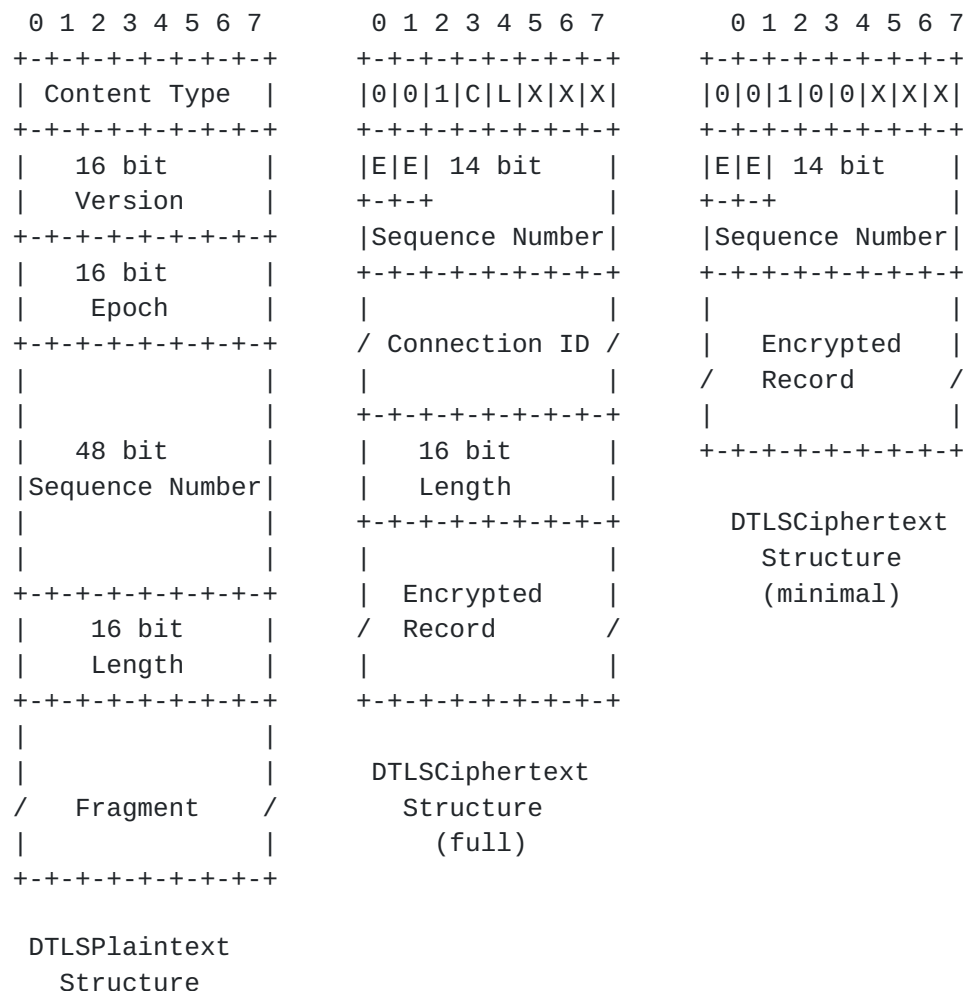 0 1 2 3 4 5 6 7        0 1 2 3 4 5 6 7        0 1 2 3 4 5 6 7
+-+-+-+-+-+-+-+-+     +-+-+-+-+-+-+-+-+     +-+-+-+-+-+-+-+-+
| Content Type  |     |0|0|1|C|L|X|X|X|     |0|0|1|0|0|X|X|X|
+-+-+-+-+-+-+-+-+     +-+-+-+-+-+-+-+-+     +-+-+-+-+-+-+-+-+
|   16 bit      |     |E|E| 14 bit    |     |E|E| 14 bit    |
|   Version     |     +-+-+           |     +-+-+           |
+-+-+-+-+-+-+-+-+     |Sequence Number|     |Sequence Number|
|   16 bit      |     +-+-+-+-+-+-+-+-+     +-+-+-+-+-+-+-+-+
|    Epoch      |     |               |     |               |
+-+-+-+-+-+-+-+-+     / Connection ID /     |   Encrypted   |
|               |     |               |     /   Record      /
|               |     +-+-+-+-+-+-+-+-+     |               |
|   48 bit      |     |   16 bit      |     +-+-+-+-+-+-+-+-+
|Sequence Number|     |   Length      |
|               |     +-+-+-+-+-+-+-+-+       DTLSCiphertext
|               |     |               |         Structure
+-+-+-+-+-+-+-+-+     |  Encrypted    |         (minimal)
|    16 bit     |     /  Record       /
|    Length     |     |               |
+-+-+-+-+-+-+-+-+     +-+-+-+-+-+-+-+-+
|               |
|               |      DTLSCiphertext
/   Fragment    /        Structure
|               |          (full)
+-+-+-+-+-+-+-+-+

 DTLSPlaintext
   Structure